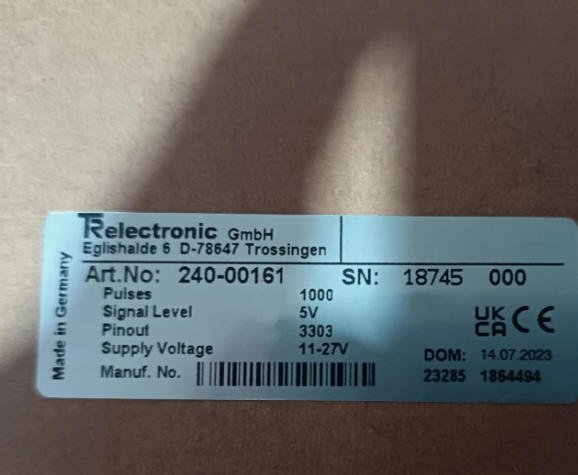 TRelectronic GmbH
Eglishalde 6 D-78647 Trossingen
Made in Germany
Art.No: 240-00161 SN: 18745 000
Pulses 1000
Signal Level 5V
Pinout 3303
Supply Voltage 11-27V
UK CA CE
Manuf. No.
DOM: 14.07.2023
23285 1864494